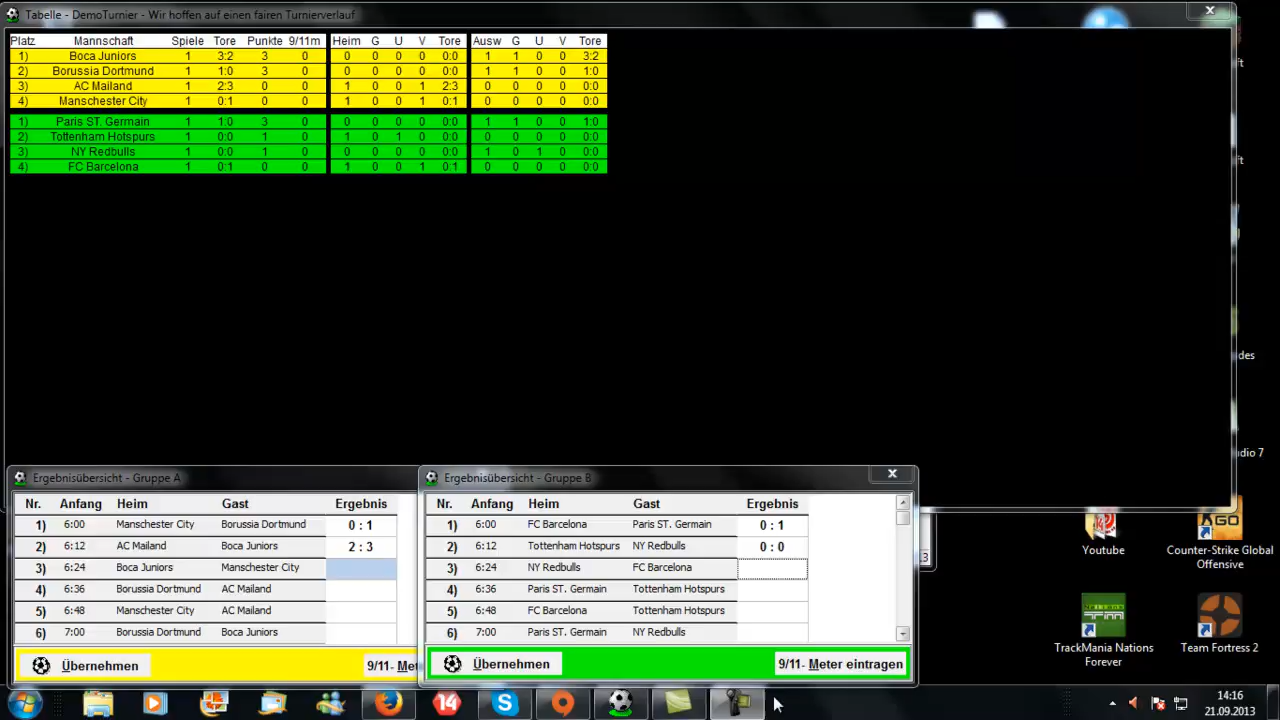 Tabelle - DemoTurnier - Wir hoffen auf einen fairen Turnierverlauf
Platz Mannschaft Spiele Tore Punkte 9/11m Heim G U V Tore Ausw G U V Tore
1) Boca Juniors 1 3:2 3 0 0 0 0 0 0:0 1 1 0 0 3:2
2) Borussia Dortmund 1 1:0 3 0 0 0 0 0 0:0 1 1 0 0 1:0
3) AC Mailand 1 2:3 0 0 1 0 0 1 2:3 0 0 0 0 0:0
4) Manschester City 1 0:1 0 0 1 0 0 1 0:1 0 0 0 0 0:0
1) Paris ST. Germain 1 1:0 3 0 0 0 0 0 0:0 1 1 0 0 1:0
2) Tottenham Hotspurs 1 0:0 1 0 1 0 1 0 0:0 0 0 0 0 0:0
3) NY Redbulls 1 0:0 1 0 0 0 0 0 0:0 1 0 1 0 0:0
4) FC Barcelona 1 0:1 0 0 1 0 0 1 0:1 0 0 0 0 0:0
Ergebnisübersicht - Gruppe A
Nr. Anfang Heim Gast Ergebnis
1) 6:00 Manschester City Borussia Dortmund 0 : 1
2) 6:12 AC Mailand Boca Juniors 2 : 3
3) 6:24 Boca Juniors Manschester City
4) 6:36 Borussia Dortmund AC Mailand
5) 6:48 Manschester City AC Mailand
6) 7:00 Borussia Dortmund Boca Juniors
Übernehmen 9/11- Met
Ergebnisübersicht - Gruppe B
Nr. Anfang Heim Gast Ergebnis
1) 6:00 FC Barcelona Paris ST. Germain 0 : 1
2) 6:12 Tottenham Hotspurs NY Redbulls 0 : 0
3) 6:24 NY Redbulls FC Barcelona
4) 6:36 Paris ST. Germain Tottenham Hotspurs
5) 6:48 FC Barcelona Tottenham Hotspurs
6) 7:00 Paris ST. Germain NY Redbulls
Übernehmen 9/11- Meter eintragen
ft
ft
des
dio 7
3
GO
Youtube
Counter-Strike Global
Offensive
TrackMania Nations
Forever
Team Fortress 2
14
14:16
21.09.2013